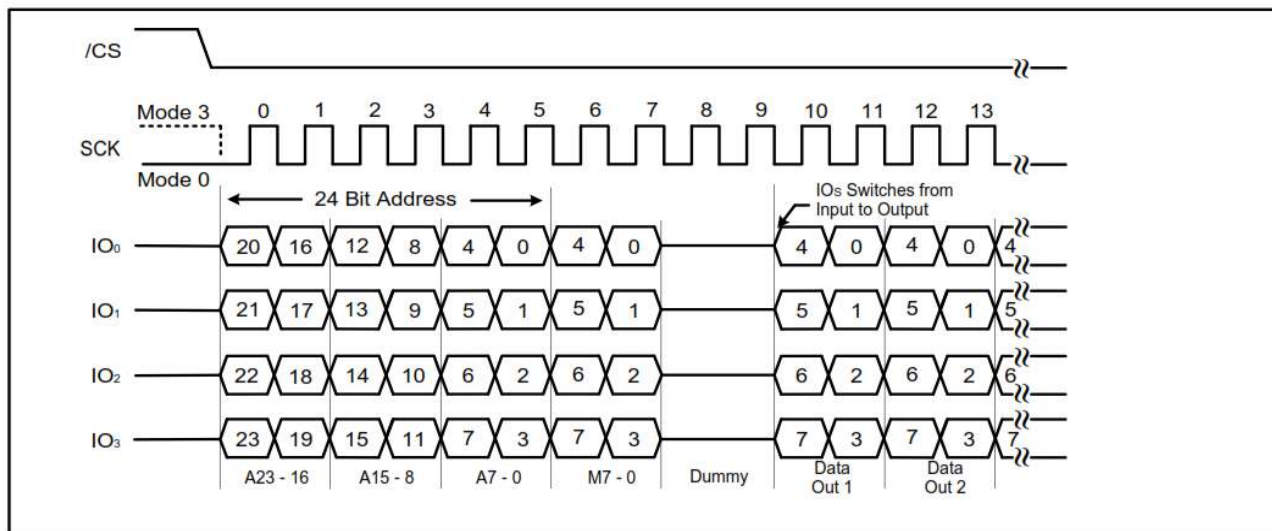 /CS
Mode 3 0 1 2 3 4 5 6 7 8 9 10 11 12 13
SCK
Mode 0
24 Bit Address
IOs Switches from
Input to Output
IO0 20 16 12 8 4 0 4 0 4 0 4 0 4
IO1 21 17 13 9 5 1 5 1 5 1 5 1 5
IO2 22 18 14 10 6 2 6 2 6 2 6 2 6
IO3 23 19 15 11 7 3 7 3 7 3 7 3 7
A23 - 16 A15 - 8 A7 - 0 M7 - 0 Dummy Data Data
Out 1 Out 2